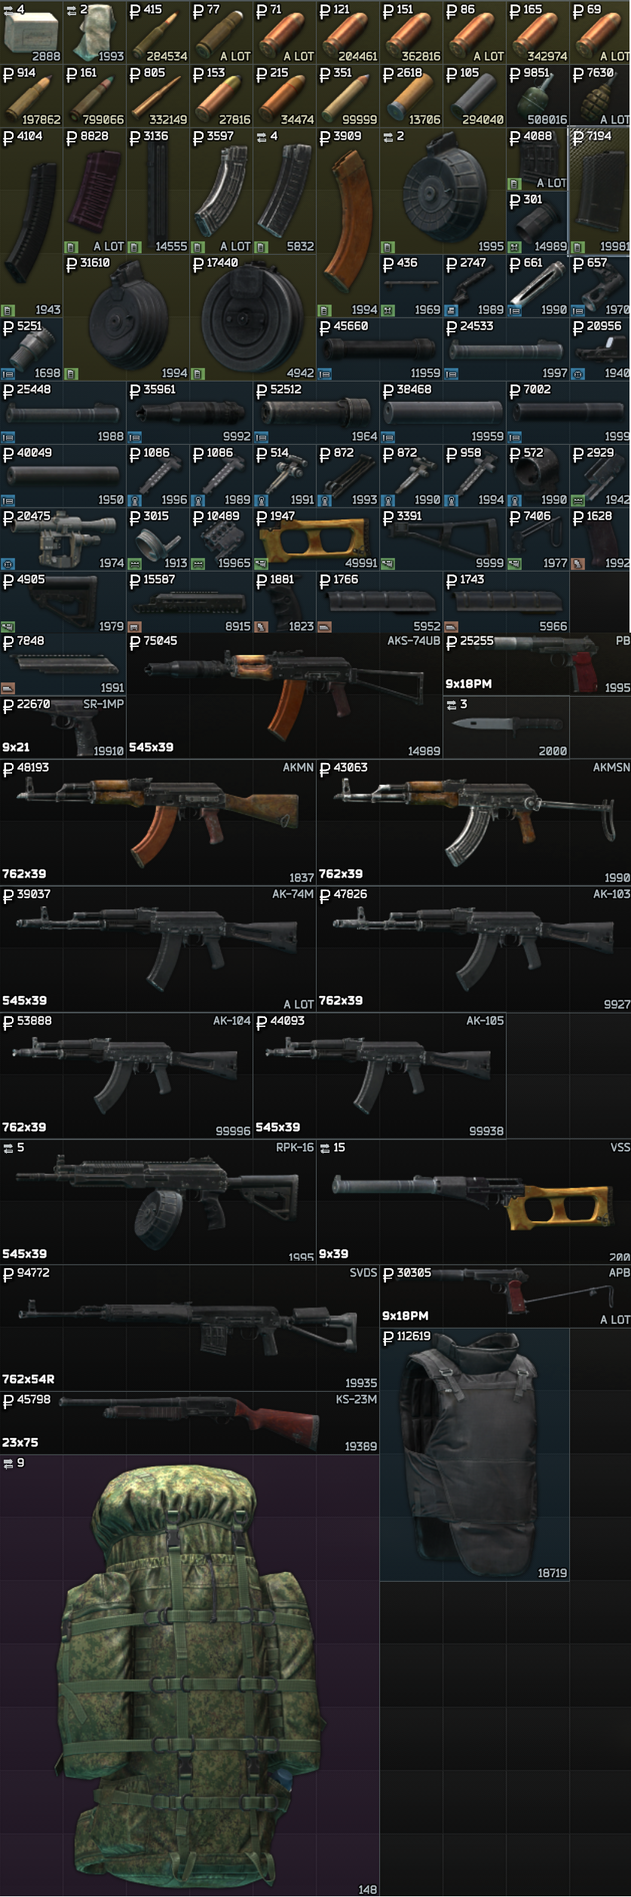 4 2 ₽ 415 ₽ 77 ₽ 71 ₽ 121 ₽ 151 ₽ 86 ₽ 165 ₽ 69
2888 1993 284534 A LOT A LOT 204461 362816 A LOT 342974 A LOT
₽ 914 ₽ 161 ₽ 805 ₽ 153 ₽ 215 ₽ 351 ₽ 2618 ₽ 105 ₽ 9851 ₽ 7630
197862 799066 332149 27816 34474 99999 13706 294040 508016 A LOT
₽ 4104 ₽ 8828 ₽ 3136 ₽ 3597 4 ₽ 3909 2 ₽ 4088 ₽ 7194
A LOT
₽ 301
A LOT 14555 A LOT 5832 1995 14989 19981
₽ 31610 ₽ 17440 ₽ 436 ₽ 2747 ₽ 661 ₽ 657
1943 1994 1969 1989 1990 1970
₽ 5251 ₽ 45660 ₽ 24533 ₽ 20956
1698 1994 4942 11959 1997 1940
₽ 25448 ₽ 35961 ₽ 52512 ₽ 38468 ₽ 7002
1988 9992 1964 19959 1999
₽ 40049 ₽ 1086 ₽ 1086 ₽ 514 ₽ 872 ₽ 872 ₽ 958 ₽ 572 ₽ 2929
1950 1996 1989 1991 1993 1990 1994 1990 1942
₽ 20475 ₽ 3015 ₽ 10489 ₽ 1947 ₽ 3391 ₽ 7406 ₽ 1628
1974 1913 19965 49991 9999 1977 1992
₽ 4905 ₽ 15587 ₽ 1881 ₽ 1766 ₽ 1743
1979 8915 1823 5952 5966
₽ 7848 ₽ 75045 AKS-74UB ₽ 25255 PB
1991 9x18PM 1995
₽ 22670 SR-1MP 3
9x21 19910 545x39 14989 2000
₽ 48193 AKMN ₽ 43063 AKMSN
762x39 1837 762x39 1990
₽ 39037 AK-74M ₽ 47826 AK-103
545x39 A LOT 762x39 9927
₽ 53888 AK-104 ₽ 44093 AK-105
762x39 99996 545x39 99938
5 RPK-16 15 VSS
545x39 1995 9x39 200
₽ 94772 SVDS ₽ 30305 APB
9x18PM A LOT
₽ 112619
762x54R 19935
₽ 45798 KS-23M
23x75 19389
9
18719
148